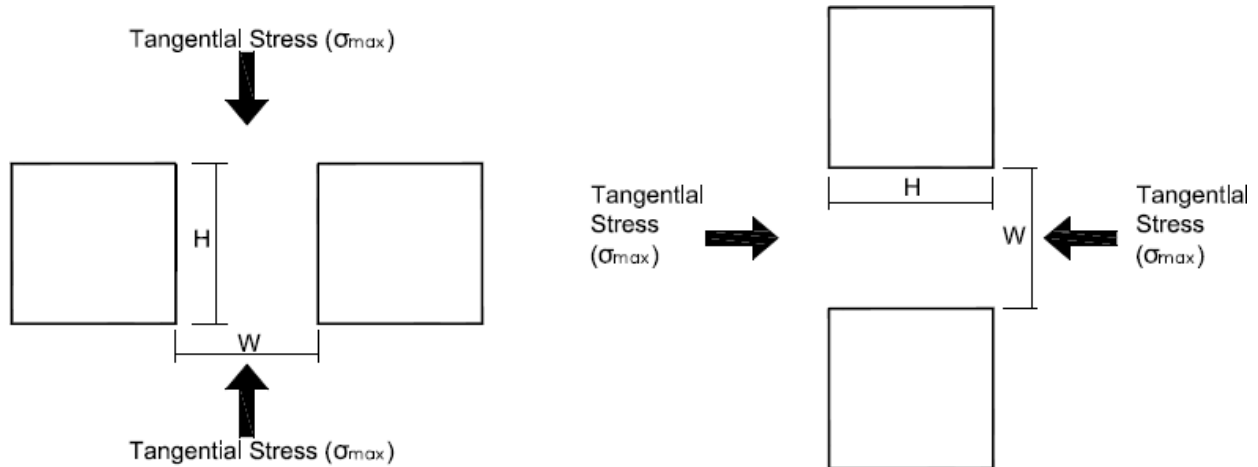 Tangential Stress (σmax)
H
W
Tangential Stress (σmax)
H
Tangential
Stress
(σmax)
W
Tangential
Stress
(σmax)